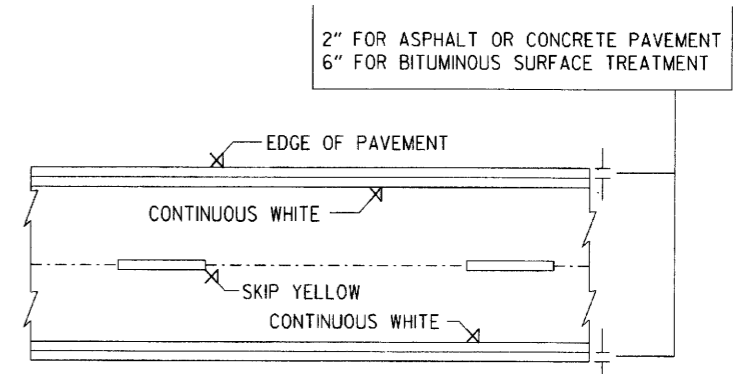 2" FOR ASPHALT OR CONCRETE PAVEMENT
6" FOR BITUMINOUS SURFACE TREATMENT
EDGE OF PAVEMENT
CONTINUOUS WHITE
SKIP YELLOW
CONTINUOUS WHITE